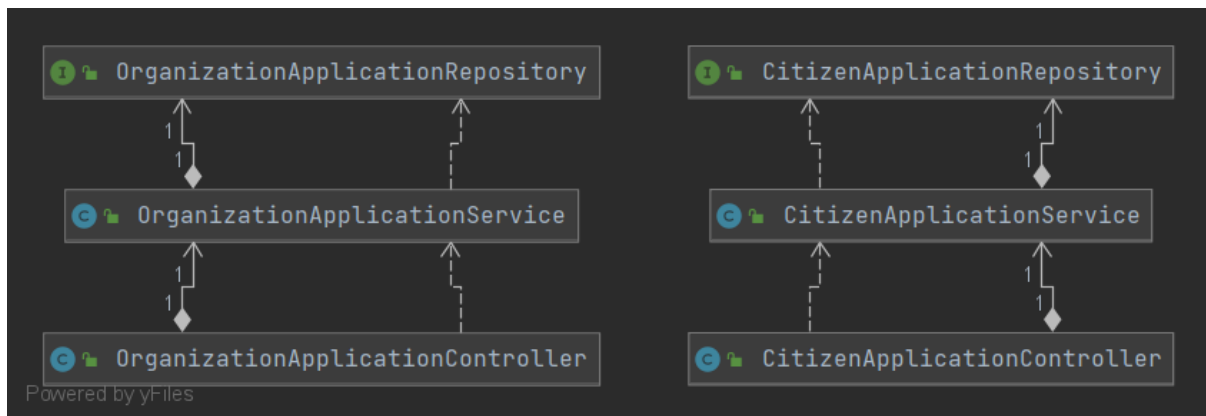 I OrganizationApplicationRepository
I CitizenApplicationRepository
1
1
1
1
C OrganizationApplicationService
C CitizenApplicationService
1
1
1
1
C OrganizationApplicationController
C CitizenApplicationController
Powered by yFiles